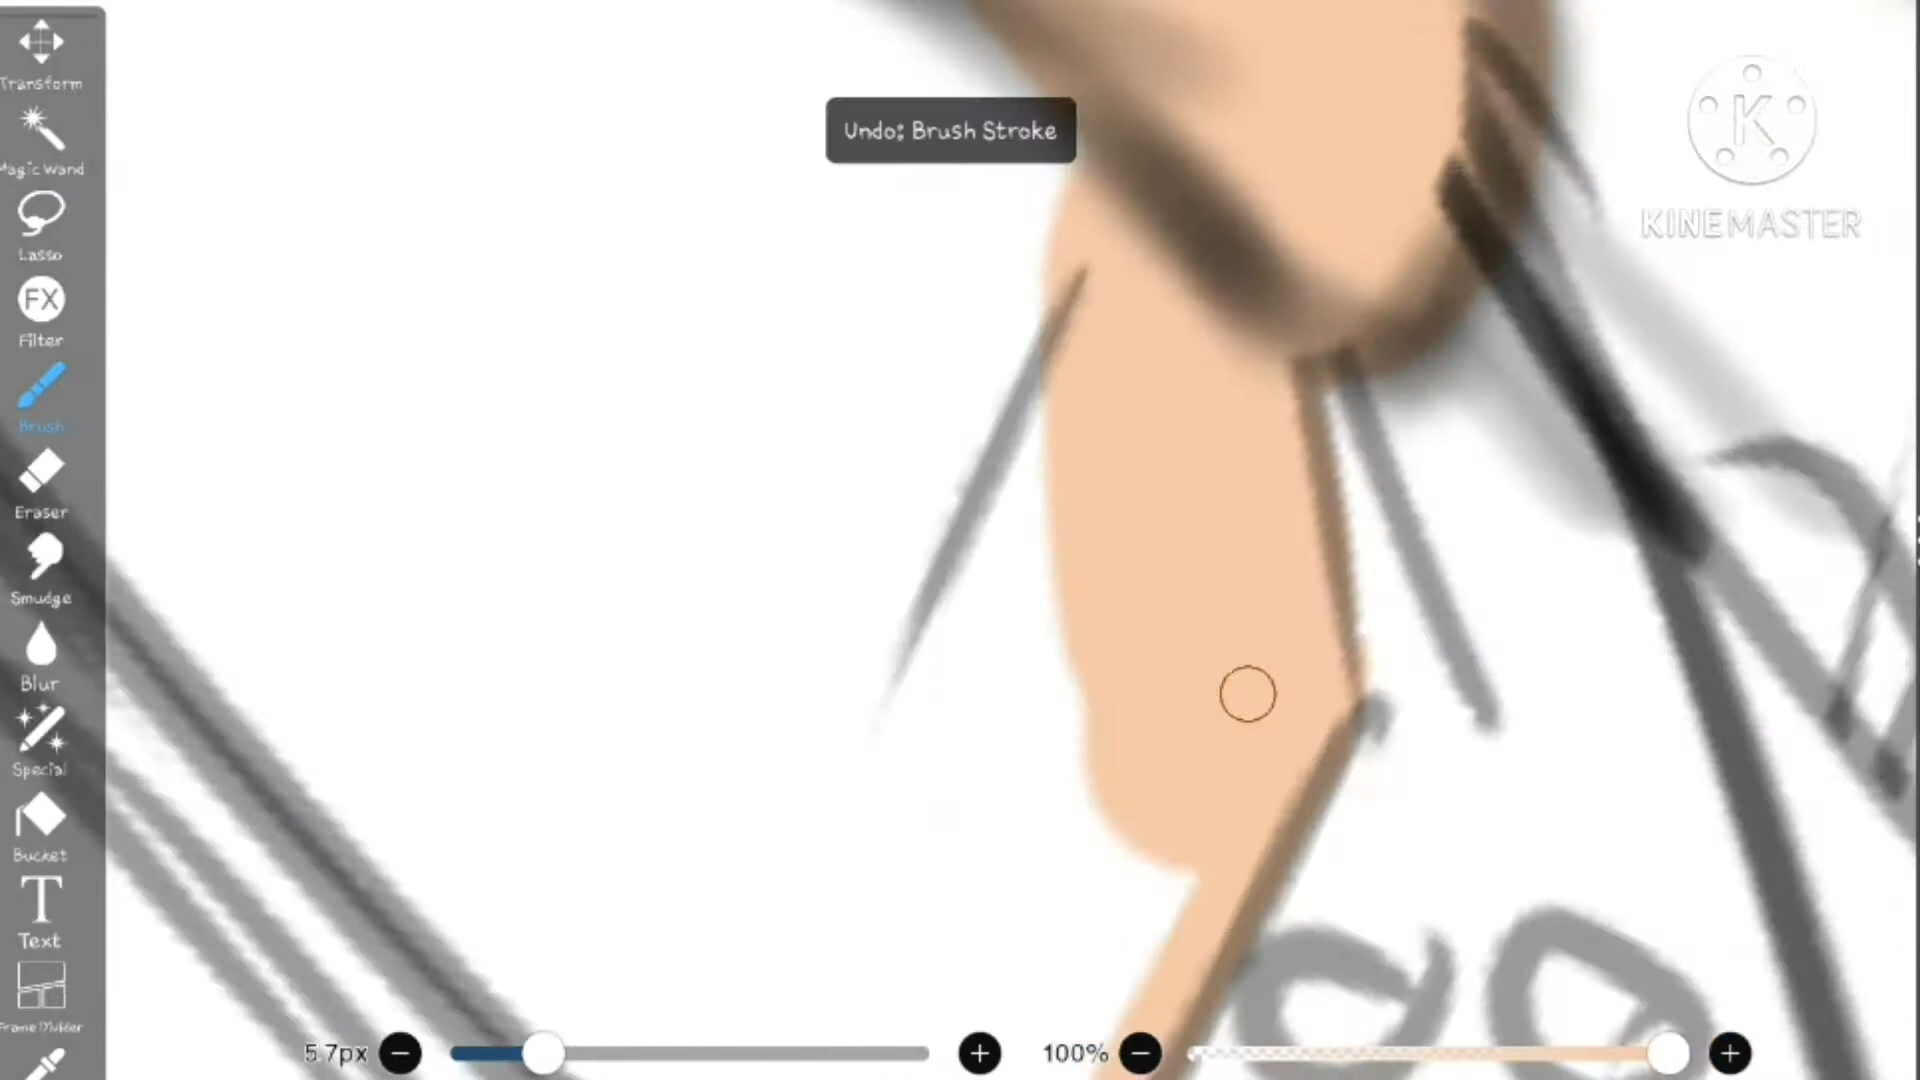 Transform
Magic Wand
Lasso
FX
Filter
Brush
Eraser
Smudge
Blur
Special
Bucket
T
Text
Frame Divider
Undo: Brush Stroke
K
KINEMASTER
5.7px
100%